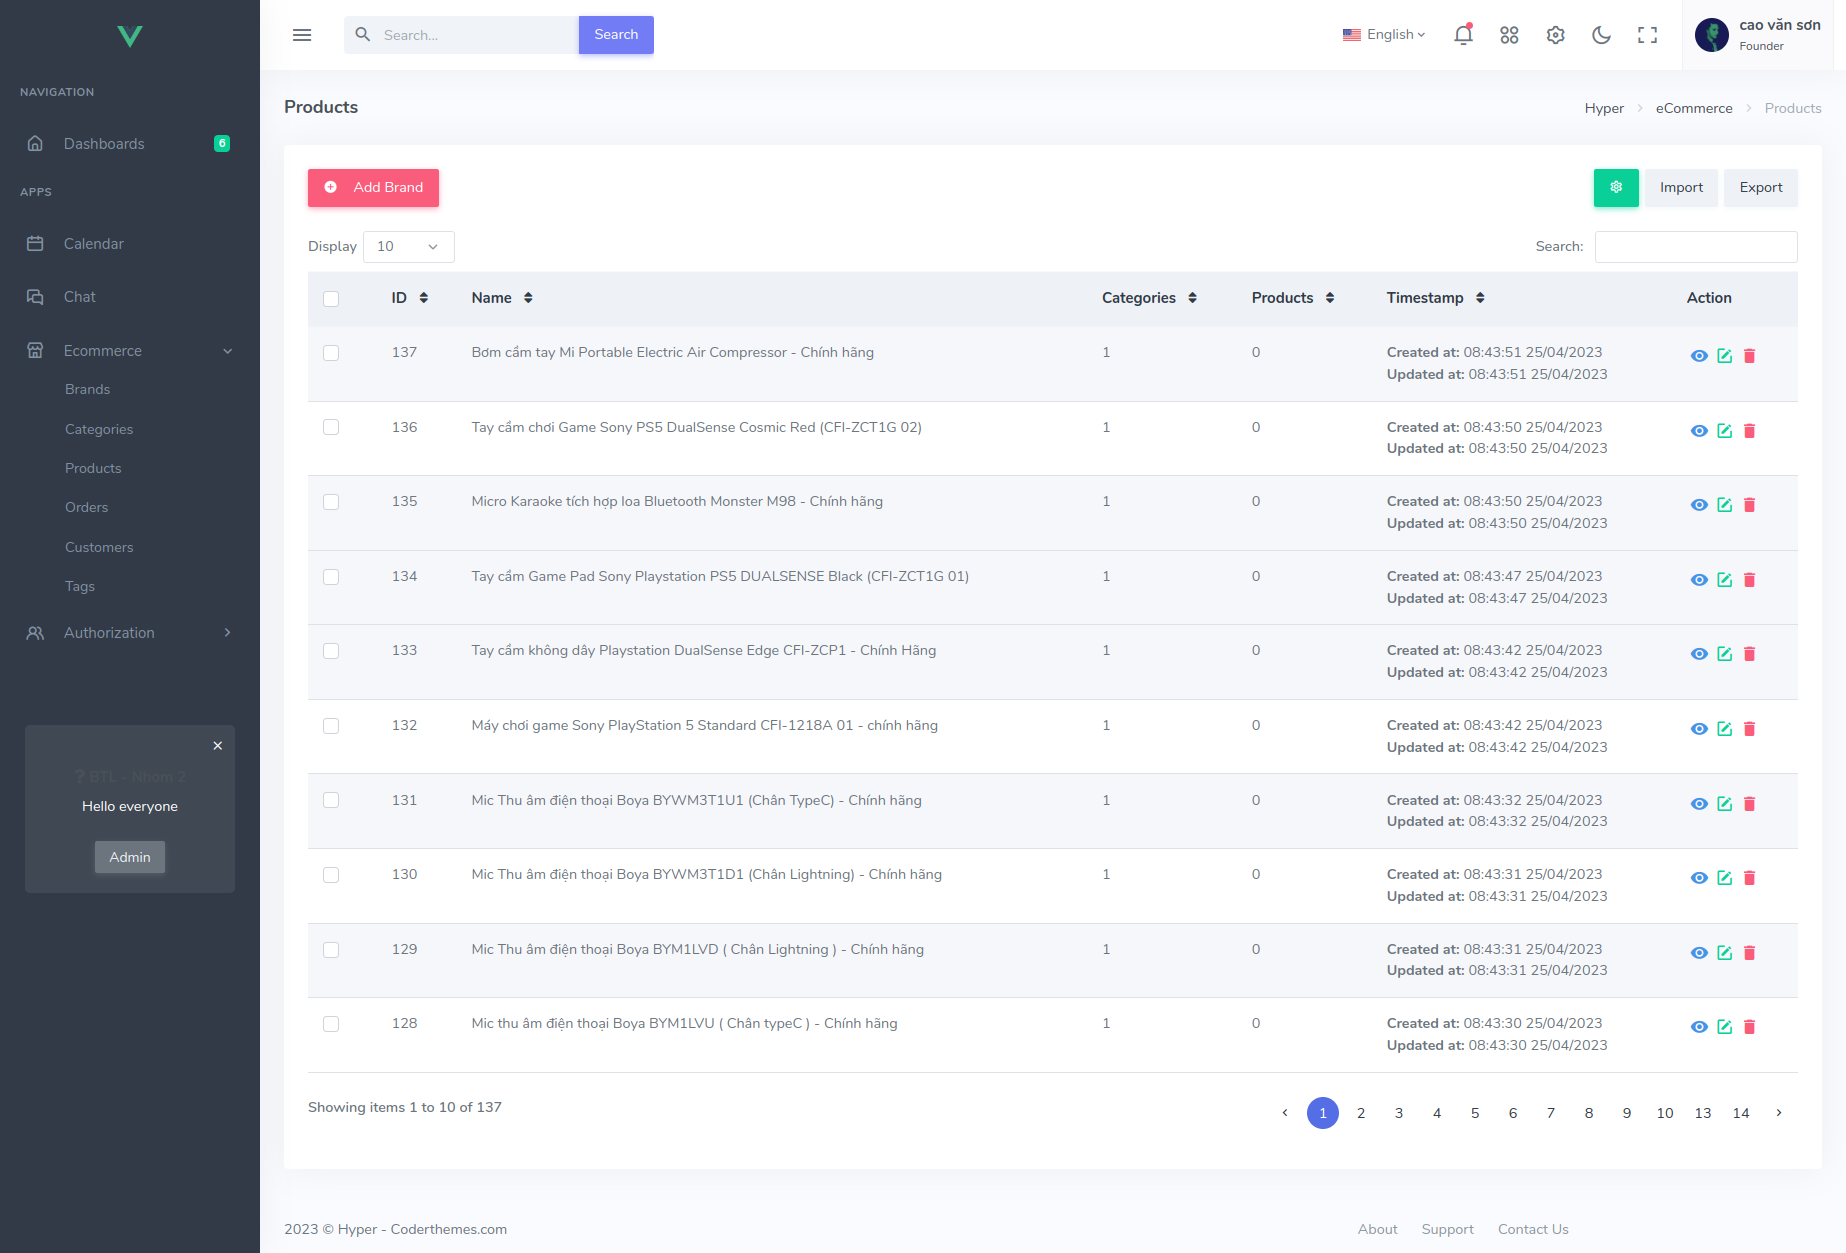 Search...
Search
English
cao văn sơn
Founder
NAVIGATION
Dashboards
6
APPS
Calendar
Chat
Ecommerce
Brands
Categories
Products
Orders
Customers
Tags
Authorization
? BTL - Nhom 2
Hello everyone
Admin
Products
Hyper
eCommerce
Products
Add Brand
Import
Export
Display 10
Search:
ID Name Categories Products Timestamp Action
137 Bơm cầm tay Mi Portable Electric Air Compressor - Chính hãng 1 0 Created at: 08:43:51 25/04/2023
Updated at: 08:43:51 25/04/2023
136 Tay cầm chơi Game Sony PS5 DualSense Cosmic Red (CFI-ZCT1G 02) 1 0 Created at: 08:43:50 25/04/2023
Updated at: 08:43:50 25/04/2023
135 Micro Karaoke tích hợp loa Bluetooth Monster M98 - Chính hãng 1 0 Created at: 08:43:50 25/04/2023
Updated at: 08:43:50 25/04/2023
134 Tay cầm Game Pad Sony Playstation PS5 DUALSENSE Black (CFI-ZCT1G 01) 1 0 Created at: 08:43:47 25/04/2023
Updated at: 08:43:47 25/04/2023
133 Tay cầm không dây Playstation DualSense Edge CFI-ZCP1 - Chính Hãng 1 0 Created at: 08:43:42 25/04/2023
Updated at: 08:43:42 25/04/2023
132 Máy chơi game Sony PlayStation 5 Standard CFI-1218A 01 - chính hãng 1 0 Created at: 08:43:42 25/04/2023
Updated at: 08:43:42 25/04/2023
131 Mic Thu âm điện thoại Boya BYWM3T1U1 (Chân TypeC) - Chính hãng 1 0 Created at: 08:43:32 25/04/2023
Updated at: 08:43:32 25/04/2023
130 Mic Thu âm điện thoại Boya BYWM3T1D1 (Chân Lightning) - Chính hãng 1 0 Created at: 08:43:31 25/04/2023
Updated at: 08:43:31 25/04/2023
129 Mic Thu âm điện thoại Boya BYM1LVD ( Chân Lightning ) - Chính hãng 1 0 Created at: 08:43:31 25/04/2023
Updated at: 08:43:31 25/04/2023
128 Mic thu âm điện thoại Boya BYM1LVU ( Chân typeC ) - Chính hãng 1 0 Created at: 08:43:30 25/04/2023
Updated at: 08:43:30 25/04/2023
Showing items 1 to 10 of 137
‹ 1 2 3 4 5 6 7 8 9 10 13 14 ›
2023 © Hyper - Coderthemes.com
About Support Contact Us